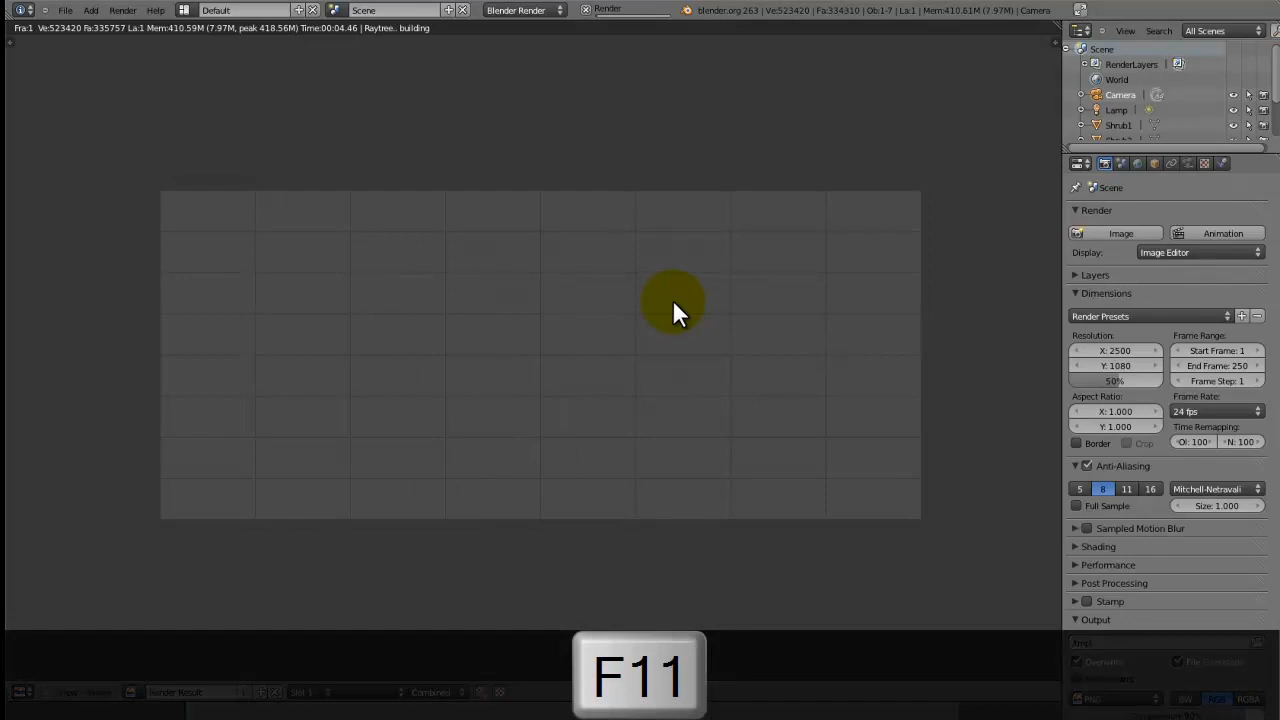 File Add Render Help Default Scene Blender Render Render blender.org 263 | Ve:523420 | Fa:334310 | Ob:1-7 | La:1 | Mem:410.61M (7.97M) | Camera
Fra:1 Ve:523420 Fa:335757 La:1 Mem:410.59M (7.97M, peak 418.56M) Time:00:04.46 | Raytree.. building
View Search All Scenes
Scene
RenderLayers
World
Camera
Lamp
Shrub1
Scene
Render
Image Animation
Display: Image Editor
Layers
Dimensions
Render Presets
Resolution: Frame Range:
X: 2500 Start Frame: 1
Y: 1080 End Frame: 250
50% Frame Step: 1
Aspect Ratio: Frame Rate:
X: 1.000 24 fps
Y: 1.000 Time Remapping:
Border Crop Ol: 100 N: 100
Anti-Aliasing
5 8 11 16 Mitchell-Netravali
Full Sample Size: 1.000
Sampled Motion Blur
Shading
Performance
Post Processing
Stamp
Output
F11
Render Result Slot 1 Combined
PNG BW RGB RGBA